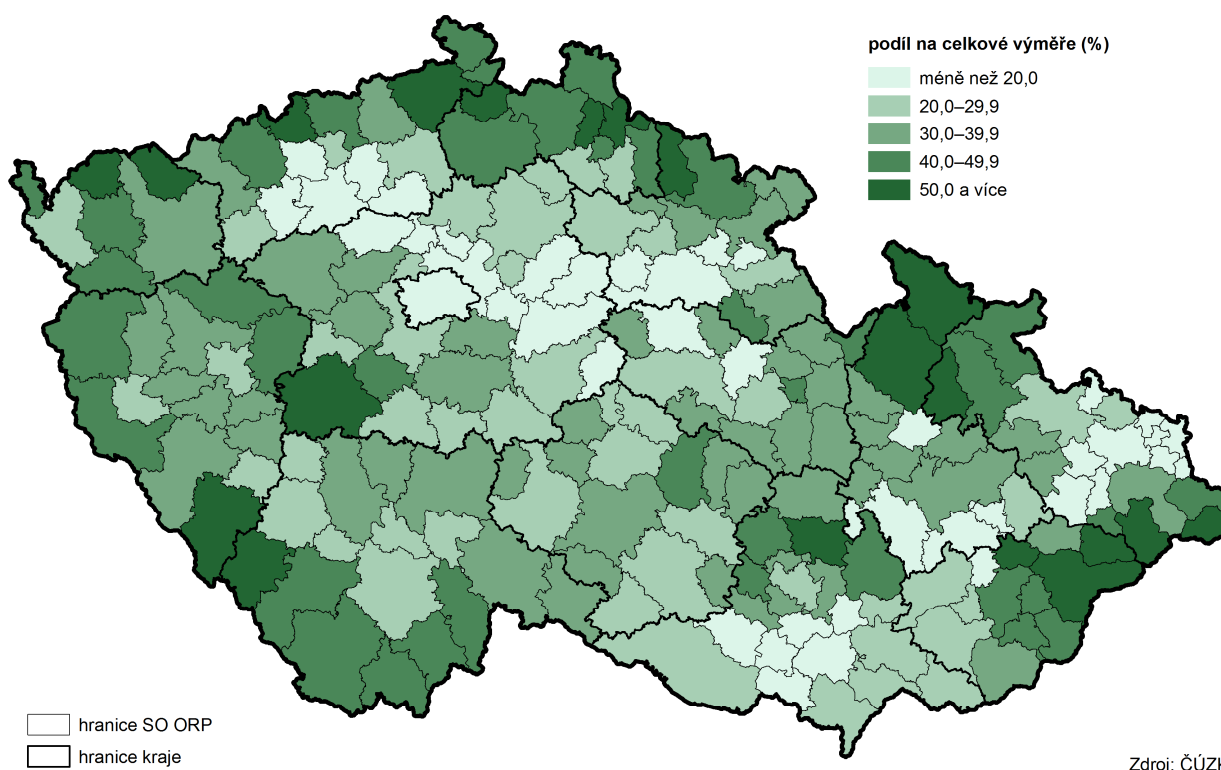 podíl na celkové výměře (%)
méně než 20,0
20,0–29,9
30,0–39,9
40,0–49,9
50,0 a více
hranice SO ORP
hranice kraje
Zdroj: